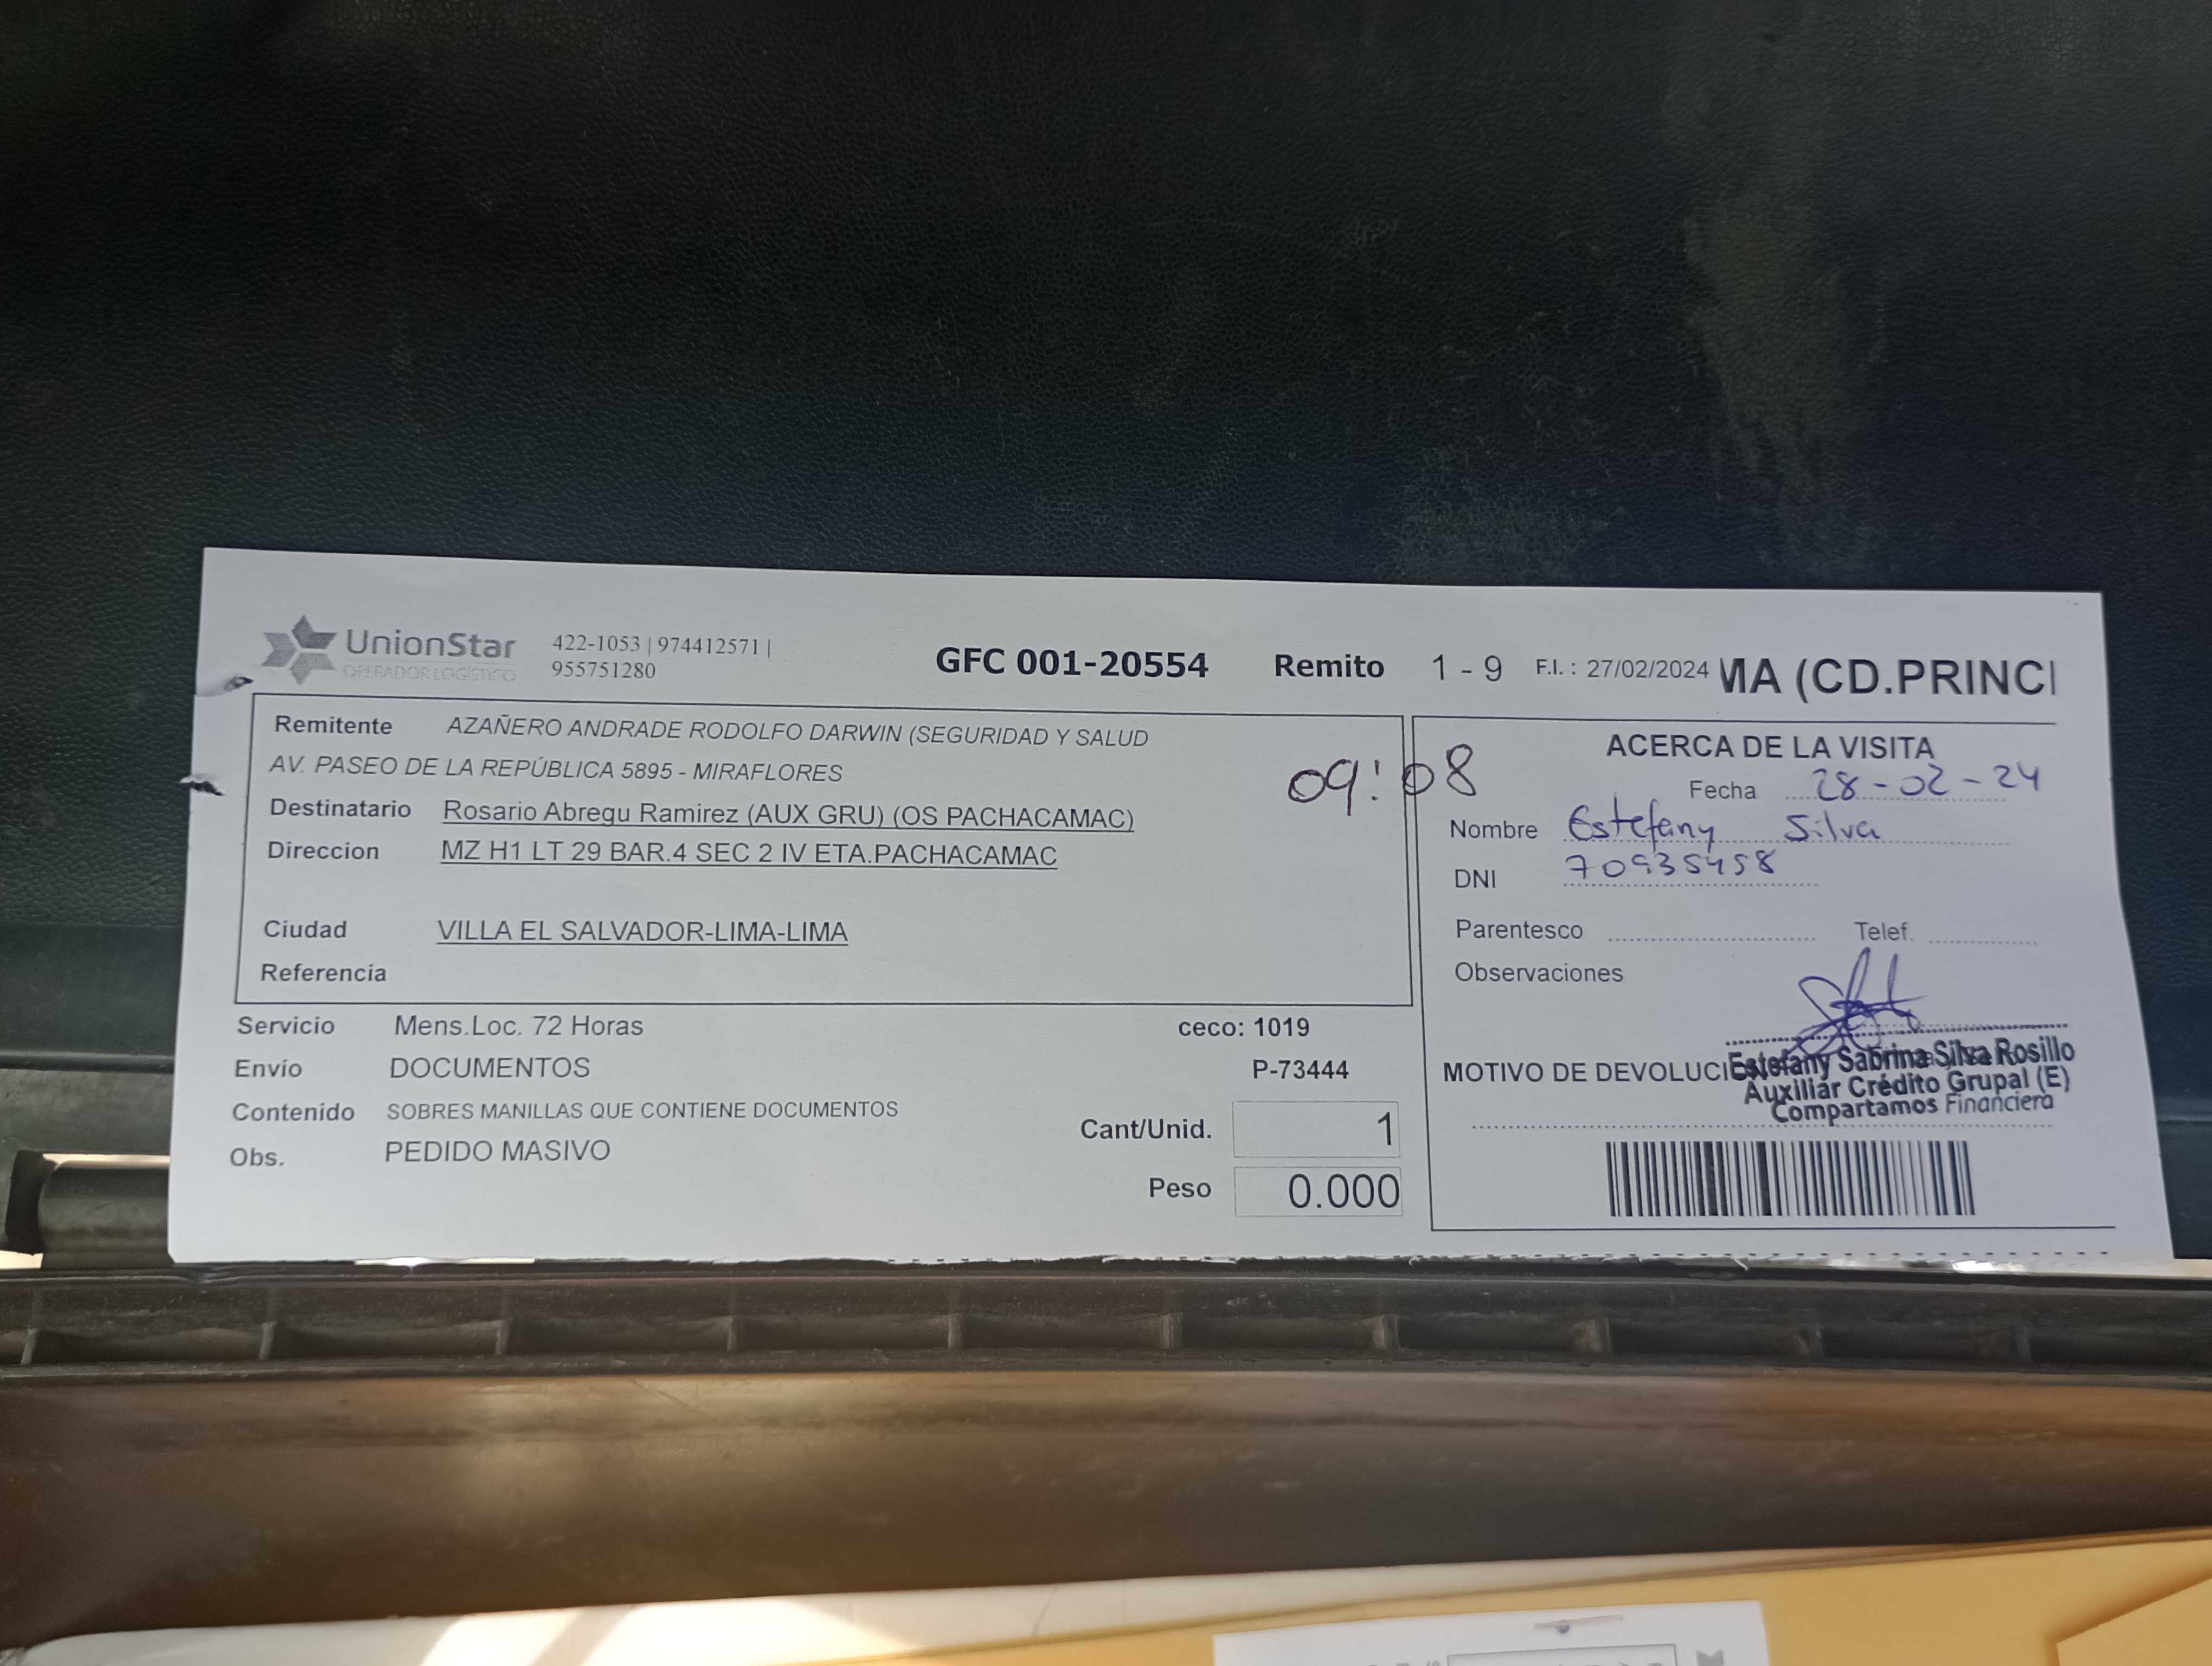 UnionStar
OPERADOR LOGÍSTICO
422-1053 | 974412571 |
955751280
GFC 001-20554 Remito 1 - 9 F.I. : 27/02/2024 MA (CD.PRINCI
Remitente AZAÑERO ANDRADE RODOLFO DARWIN (SEGURIDAD Y SALUD
AV. PASEO DE LA REPÚBLICA 5895 - MIRAFLORES
Destinatario Rosario Abregu Ramirez (AUX GRU) (OS PACHACAMAC)
Direccion MZ H1 LT 29 BAR.4 SEC 2 IV ETA.PACHACAMAC
Ciudad VILLA EL SALVADOR-LIMA-LIMA
Referencia
09:08
Servicio Mens.Loc. 72 Horas ceco: 1019
Envío DOCUMENTOS P-73444
Contenido SOBRES MANILLAS QUE CONTIENE DOCUMENTOS
Obs. PEDIDO MASIVO
Cant/Unid. 1
Peso 0.000
ACERCA DE LA VISITA
Fecha 28-02-24
Nombre Estefany Silva
DNI 70935458
Parentesco Telef.
Observaciones
MOTIVO DE DEVOLUCI
Estefany Sabrina Silva Rosillo
Auxiliar Crédito Grupal (E)
Compartamos Financiera